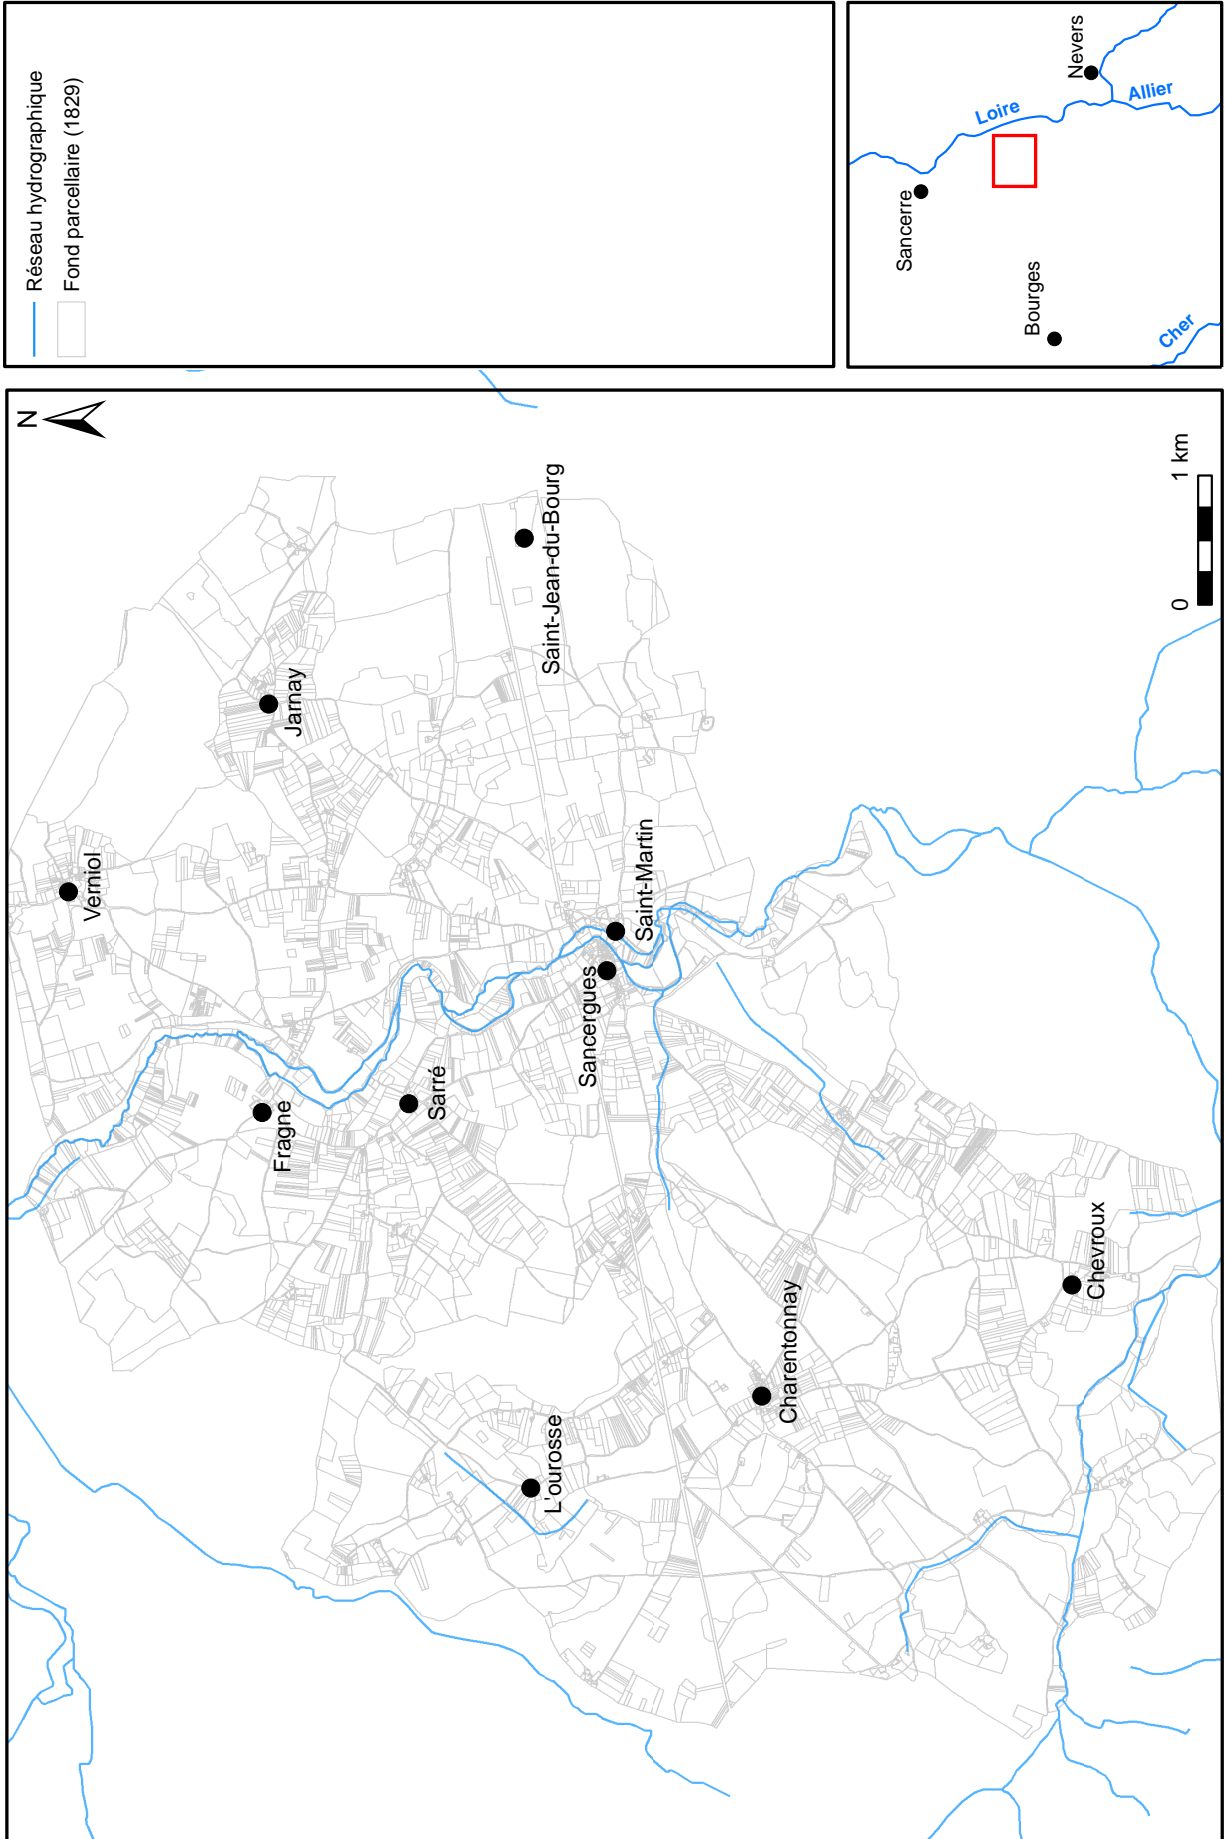 Réseau hydrographique
Fond parcellaire (1829)
Nevers
Allier
Loire
Sancerre
Bourges
Cher
N
Verniol
Jarnay
Saint-Jean-du-Bourg
Fragne
Sarré
Saint-Martin
Sancergues
L'ourosse
Charentonnay
Chevroux
0
1 km